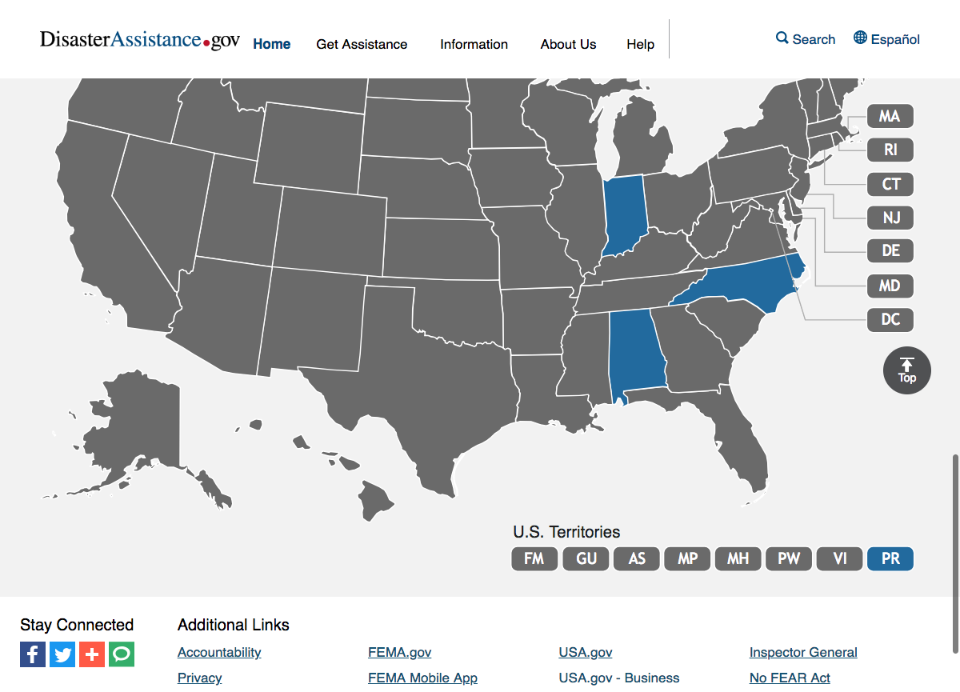 DisasterAssistance.gov Home Get Assistance Information About Us Help Search Español
MA
RI
CT
NJ
DE
MD
DC
Top
U.S. Territories
FM GU AS MP MH PW VI PR
Stay Connected Additional Links
Accountability FEMA.gov USA.gov Inspector General
Privacy FEMA Mobile App USA.gov - Business No FEAR Act